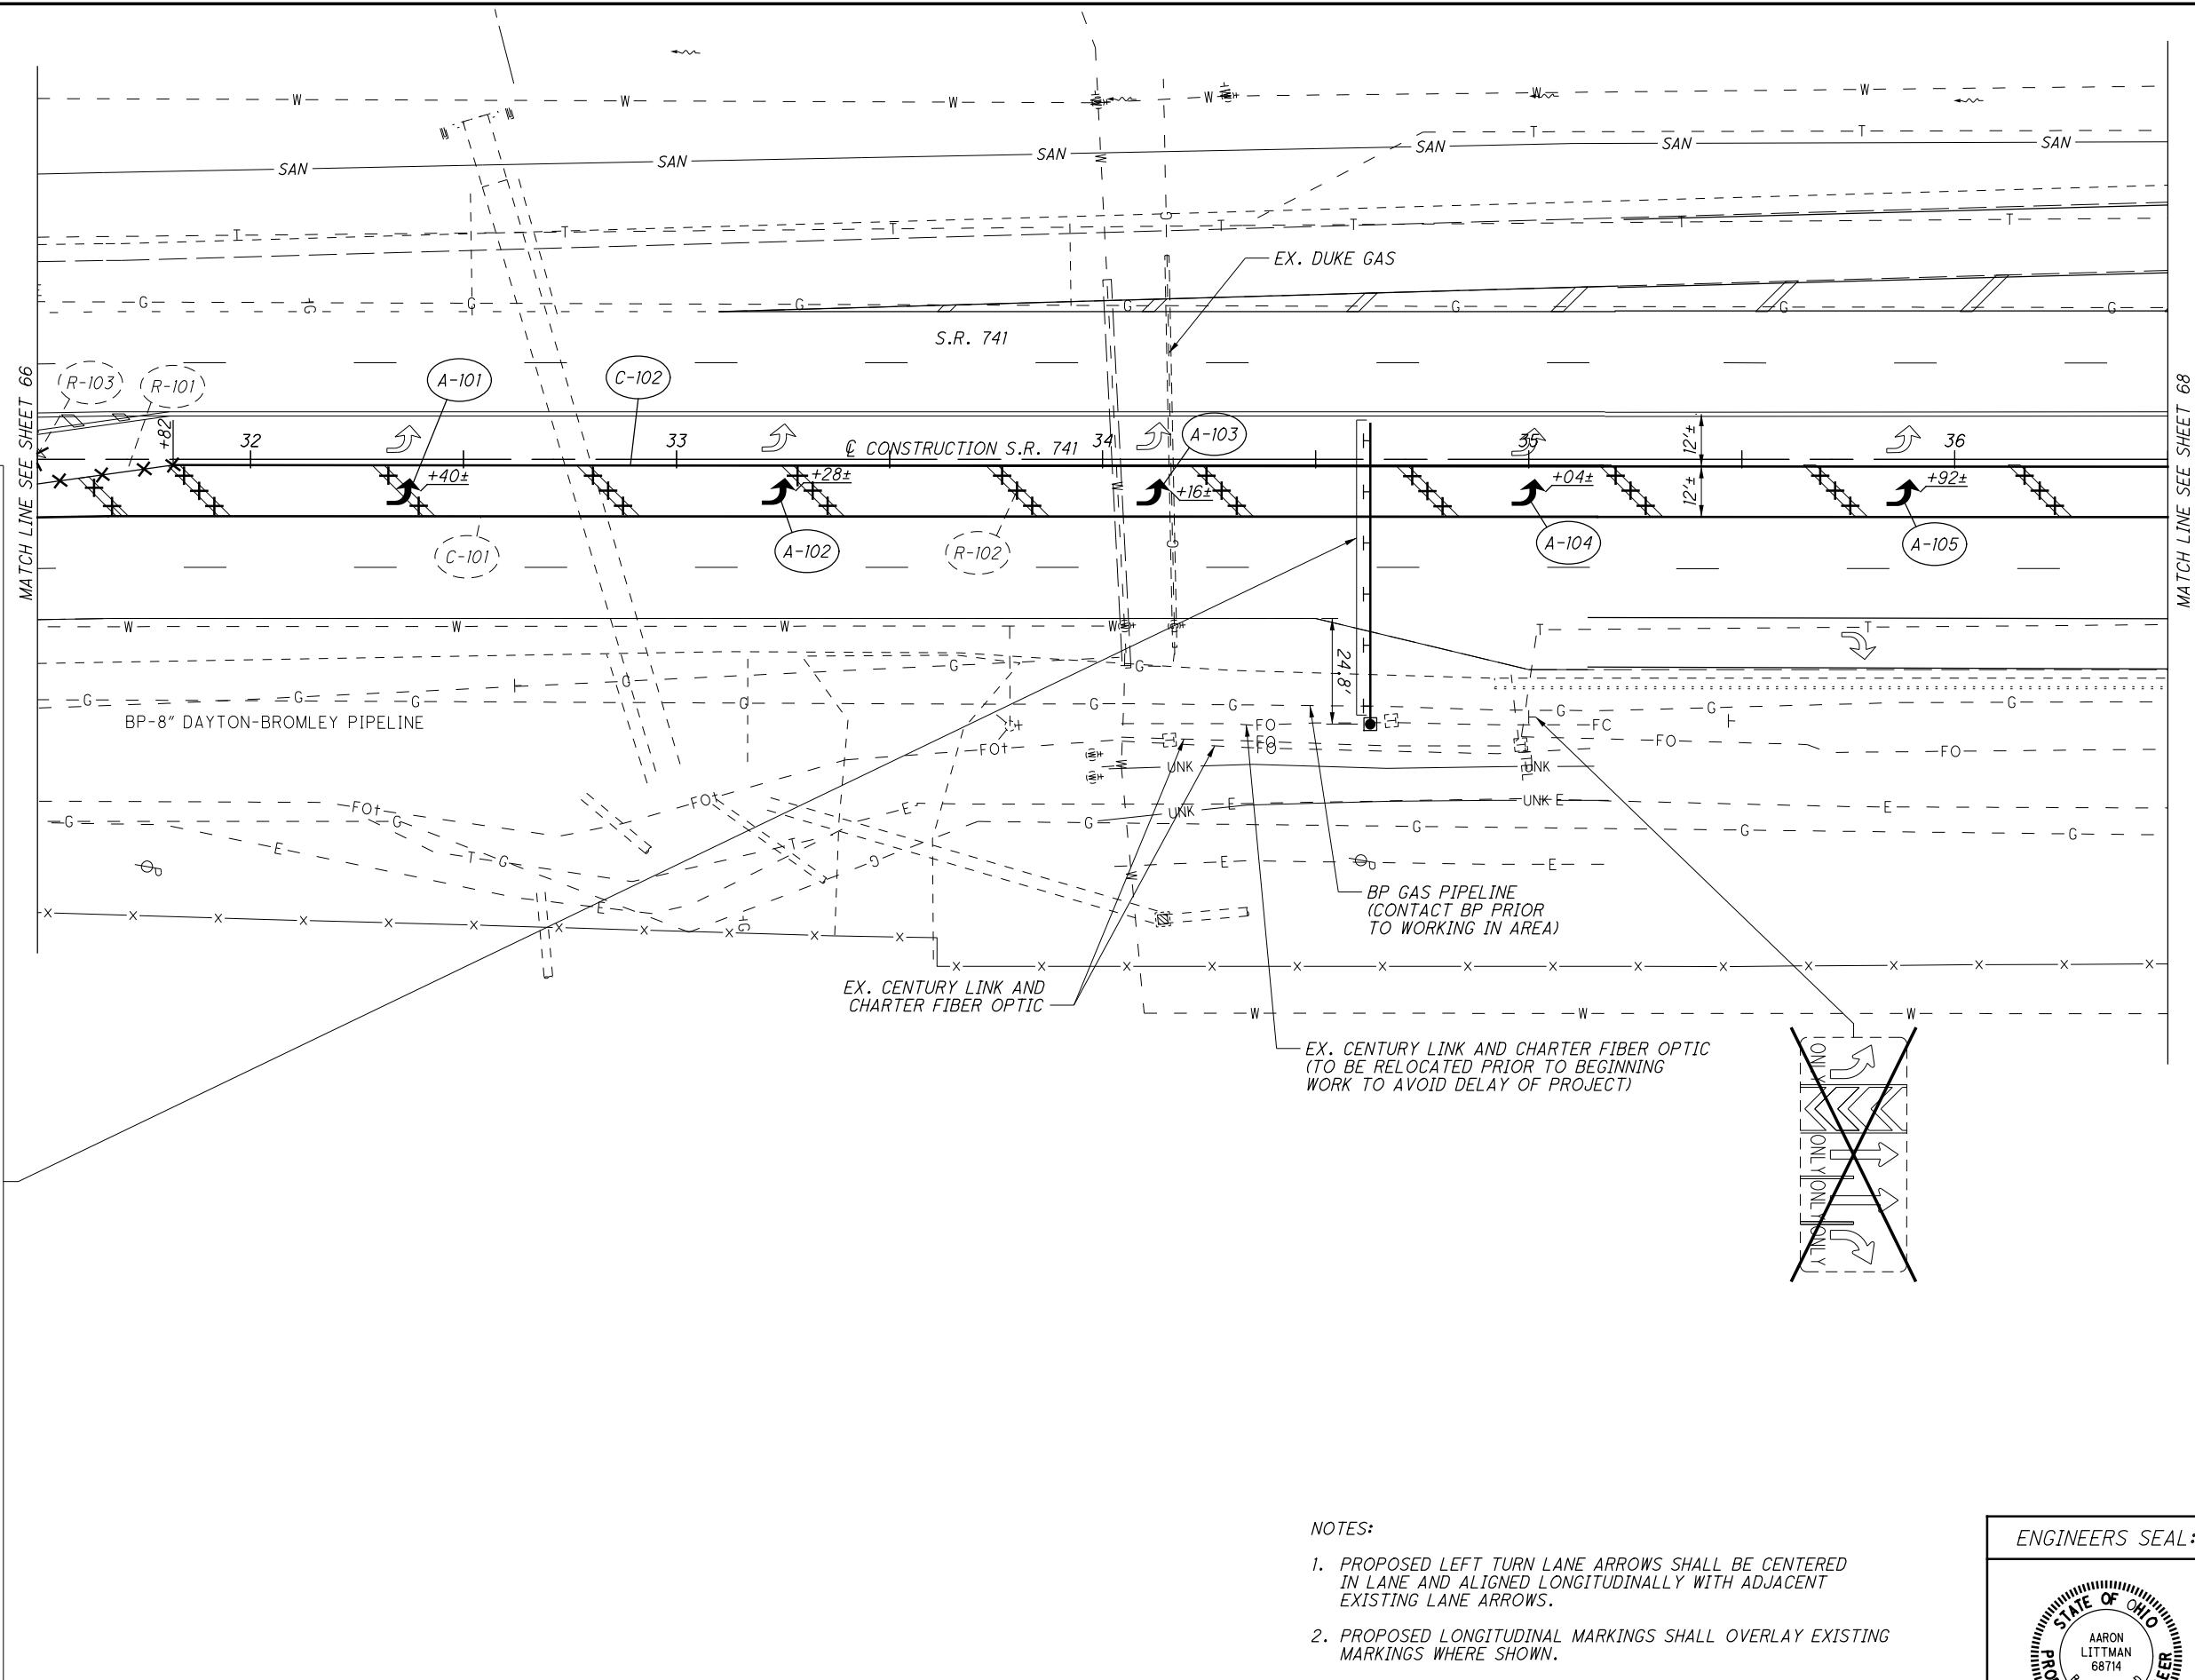 W W W W W W
SAN SAN SAN SAN SAN SAN
T T
T T T T T T T
EX. DUKE GAS
G G G G G G G
S.R. 741
MATCH LINE SEE SHEET 66
MATCH LINE SEE SHEET 68
R-103
R-101
A-101
C-102
A-103
+82
32
33
34
35
36
℄ CONSTRUCTION S.R. 741
12'±
12'±
+40±
+28±
+16±
+04±
+92±
C-101
A-102
R-102
A-104
A-105
W W W W
T T
24.8'
G G G G G
BP-8" DAYTON-BROMLEY PIPELINE
FO
FO
FO
FC
FO
FO
UNK
UNK
UNK
UNK
E E E E
G G G G
BP GAS PIPELINE
(CONTACT BP PRIOR
TO WORKING IN AREA)
EX. CENTURY LINK AND
CHARTER FIBER OPTIC
W W W
EX. CENTURY LINK AND CHARTER FIBER OPTIC
(TO BE RELOCATED PRIOR TO BEGINNING
WORK TO AVOID DELAY OF PROJECT)
ONLY
ONLY
ONLY
ONLY
NOTES:
1. PROPOSED LEFT TURN LANE ARROWS SHALL BE CENTERED
IN LANE AND ALIGNED LONGITUDINALLY WITH ADJACENT
EXISTING LANE ARROWS.
2. PROPOSED LONGITUDINAL MARKINGS SHALL OVERLAY EXISTING
MARKINGS WHERE SHOWN.
ENGINEERS SEAL:
STATE OF OHIO
AARON
LITTMAN
68714